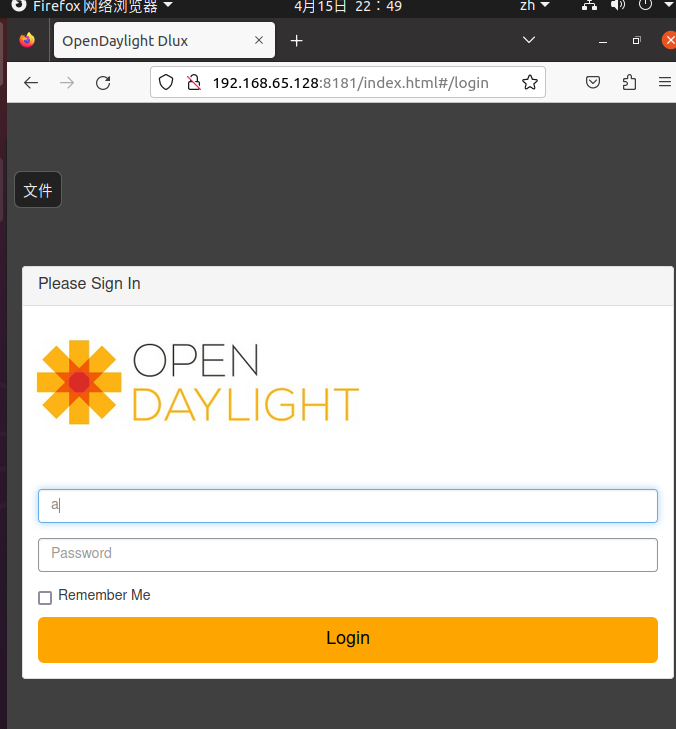 Firefox 网络浏览器
4月15日 22：49
zh
OpenDaylight Dlux
192.168.65.128:8181/index.html#/login
文件
Please Sign In
OPEN
DAYLIGHT
a
Password
Remember Me
Login